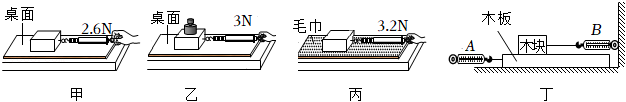 桌面 2.6N
甲
桌面 3N
乙
毛巾 3.2N
丙
木板 木块 A B
丁